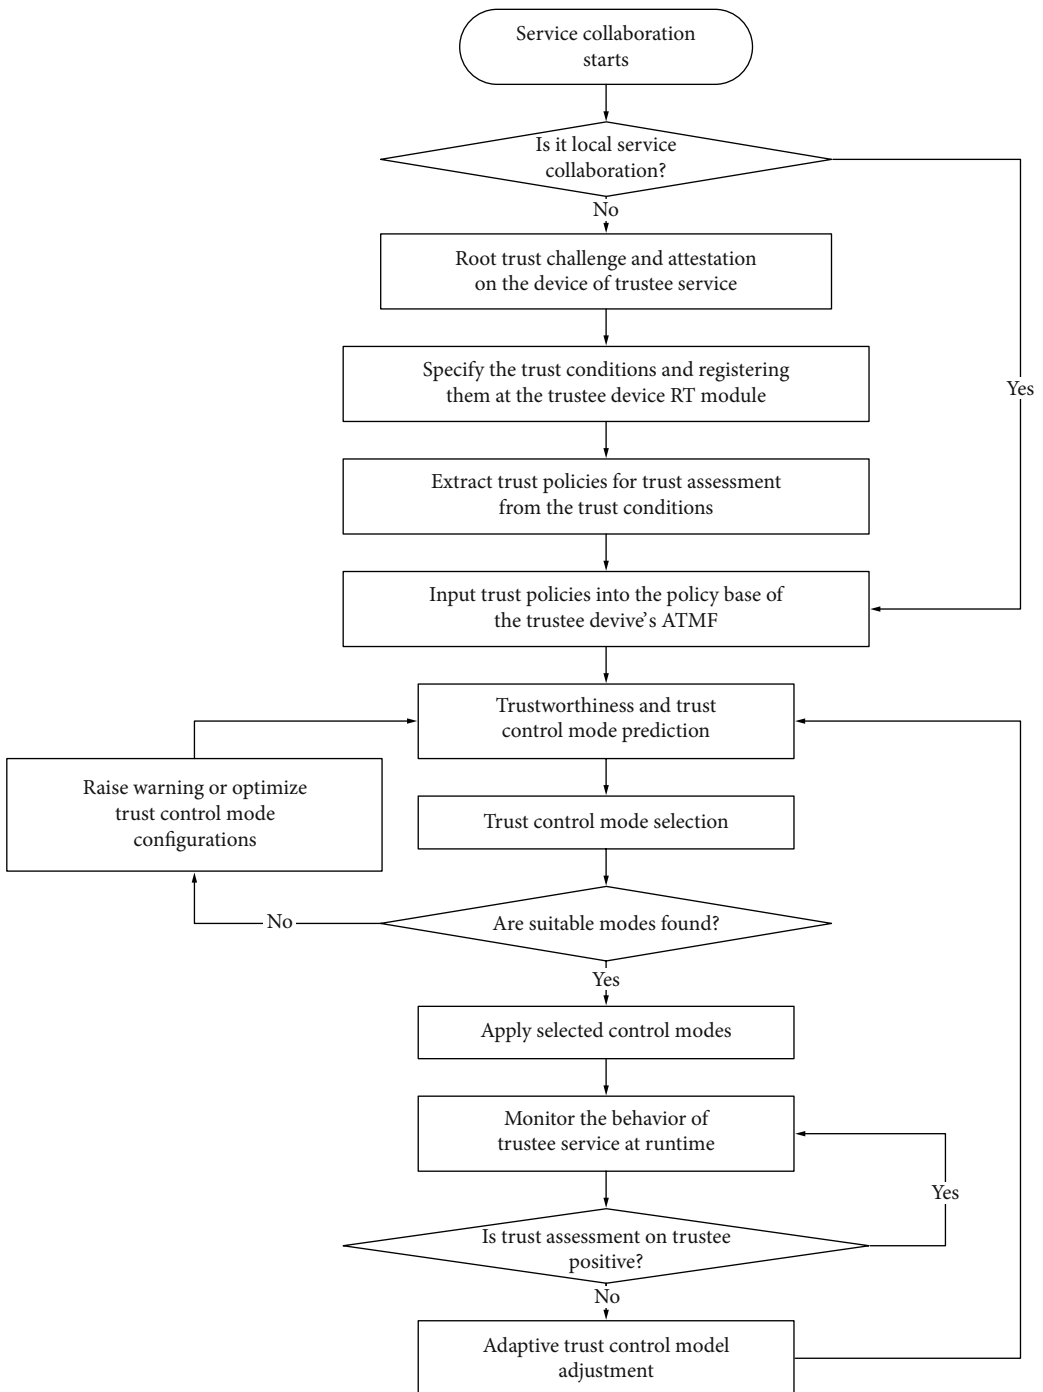 Service collaboration
starts
Is it local service
collaboration?
No
Root trust challenge and attestation
on the device of trustee service
Specify the trust conditions and registering
them at the trustee device RT module
Yes
Extract trust policies for trust assessment
from the trust conditions
Input trust policies into the policy base of
the trustee devive's ATMF
Trustworthiness and trust
control mode prediction
Raise warning or optimize
trust control mode
configurations
Trust control mode selection
Are suitable modes found?
No
Yes
Apply selected control modes
Monitor the behavior of
trustee service at runtime
Yes
Is trust assessment on trustee
positive?
No
Adaptive trust control model
adjustment